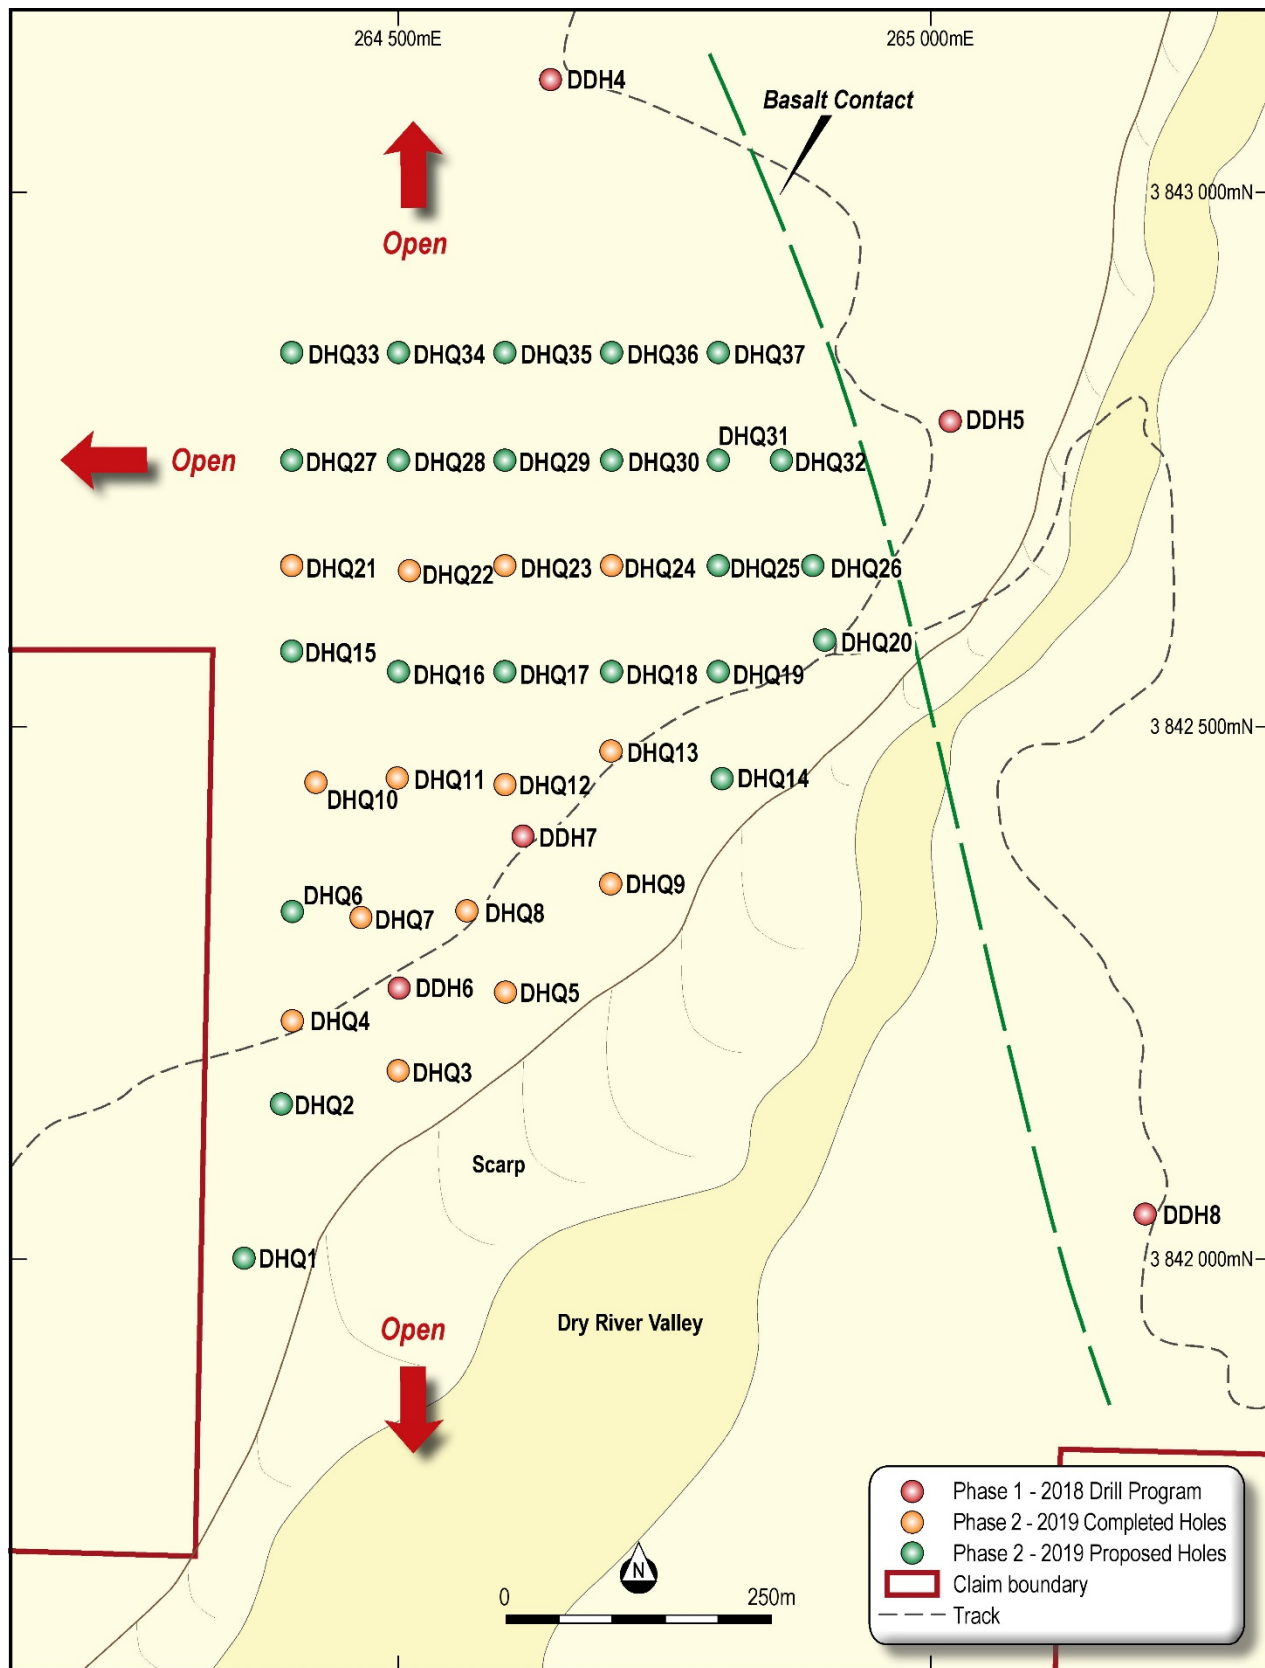 264 500mE
265 000mE
DDH4
Basalt Contact
3 843 000mN
Open
DHQ33
DHQ34
DHQ35
DHQ36
DHQ37
DDH5
DHQ31
Open
DHQ27
DHQ28
DHQ29
DHQ30
DHQ32
DHQ21
DHQ22
DHQ23
DHQ24
DHQ25
DHQ26
DHQ20
DHQ15
DHQ16
DHQ17
DHQ18
DHQ19
3 842 500mN
DHQ13
DHQ10
DHQ11
DHQ12
DHQ14
DDH7
DHQ9
DHQ6
DHQ7
DHQ8
DDH6
DHQ5
DHQ4
DHQ3
DHQ2
Scarp
DDH8
DHQ1
3 842 000mN
Open
Dry River Valley
Phase 1 - 2018 Drill Program
Phase 2 - 2019 Completed Holes
Phase 2 - 2019 Proposed Holes
Claim boundary
Track
N
0
250m